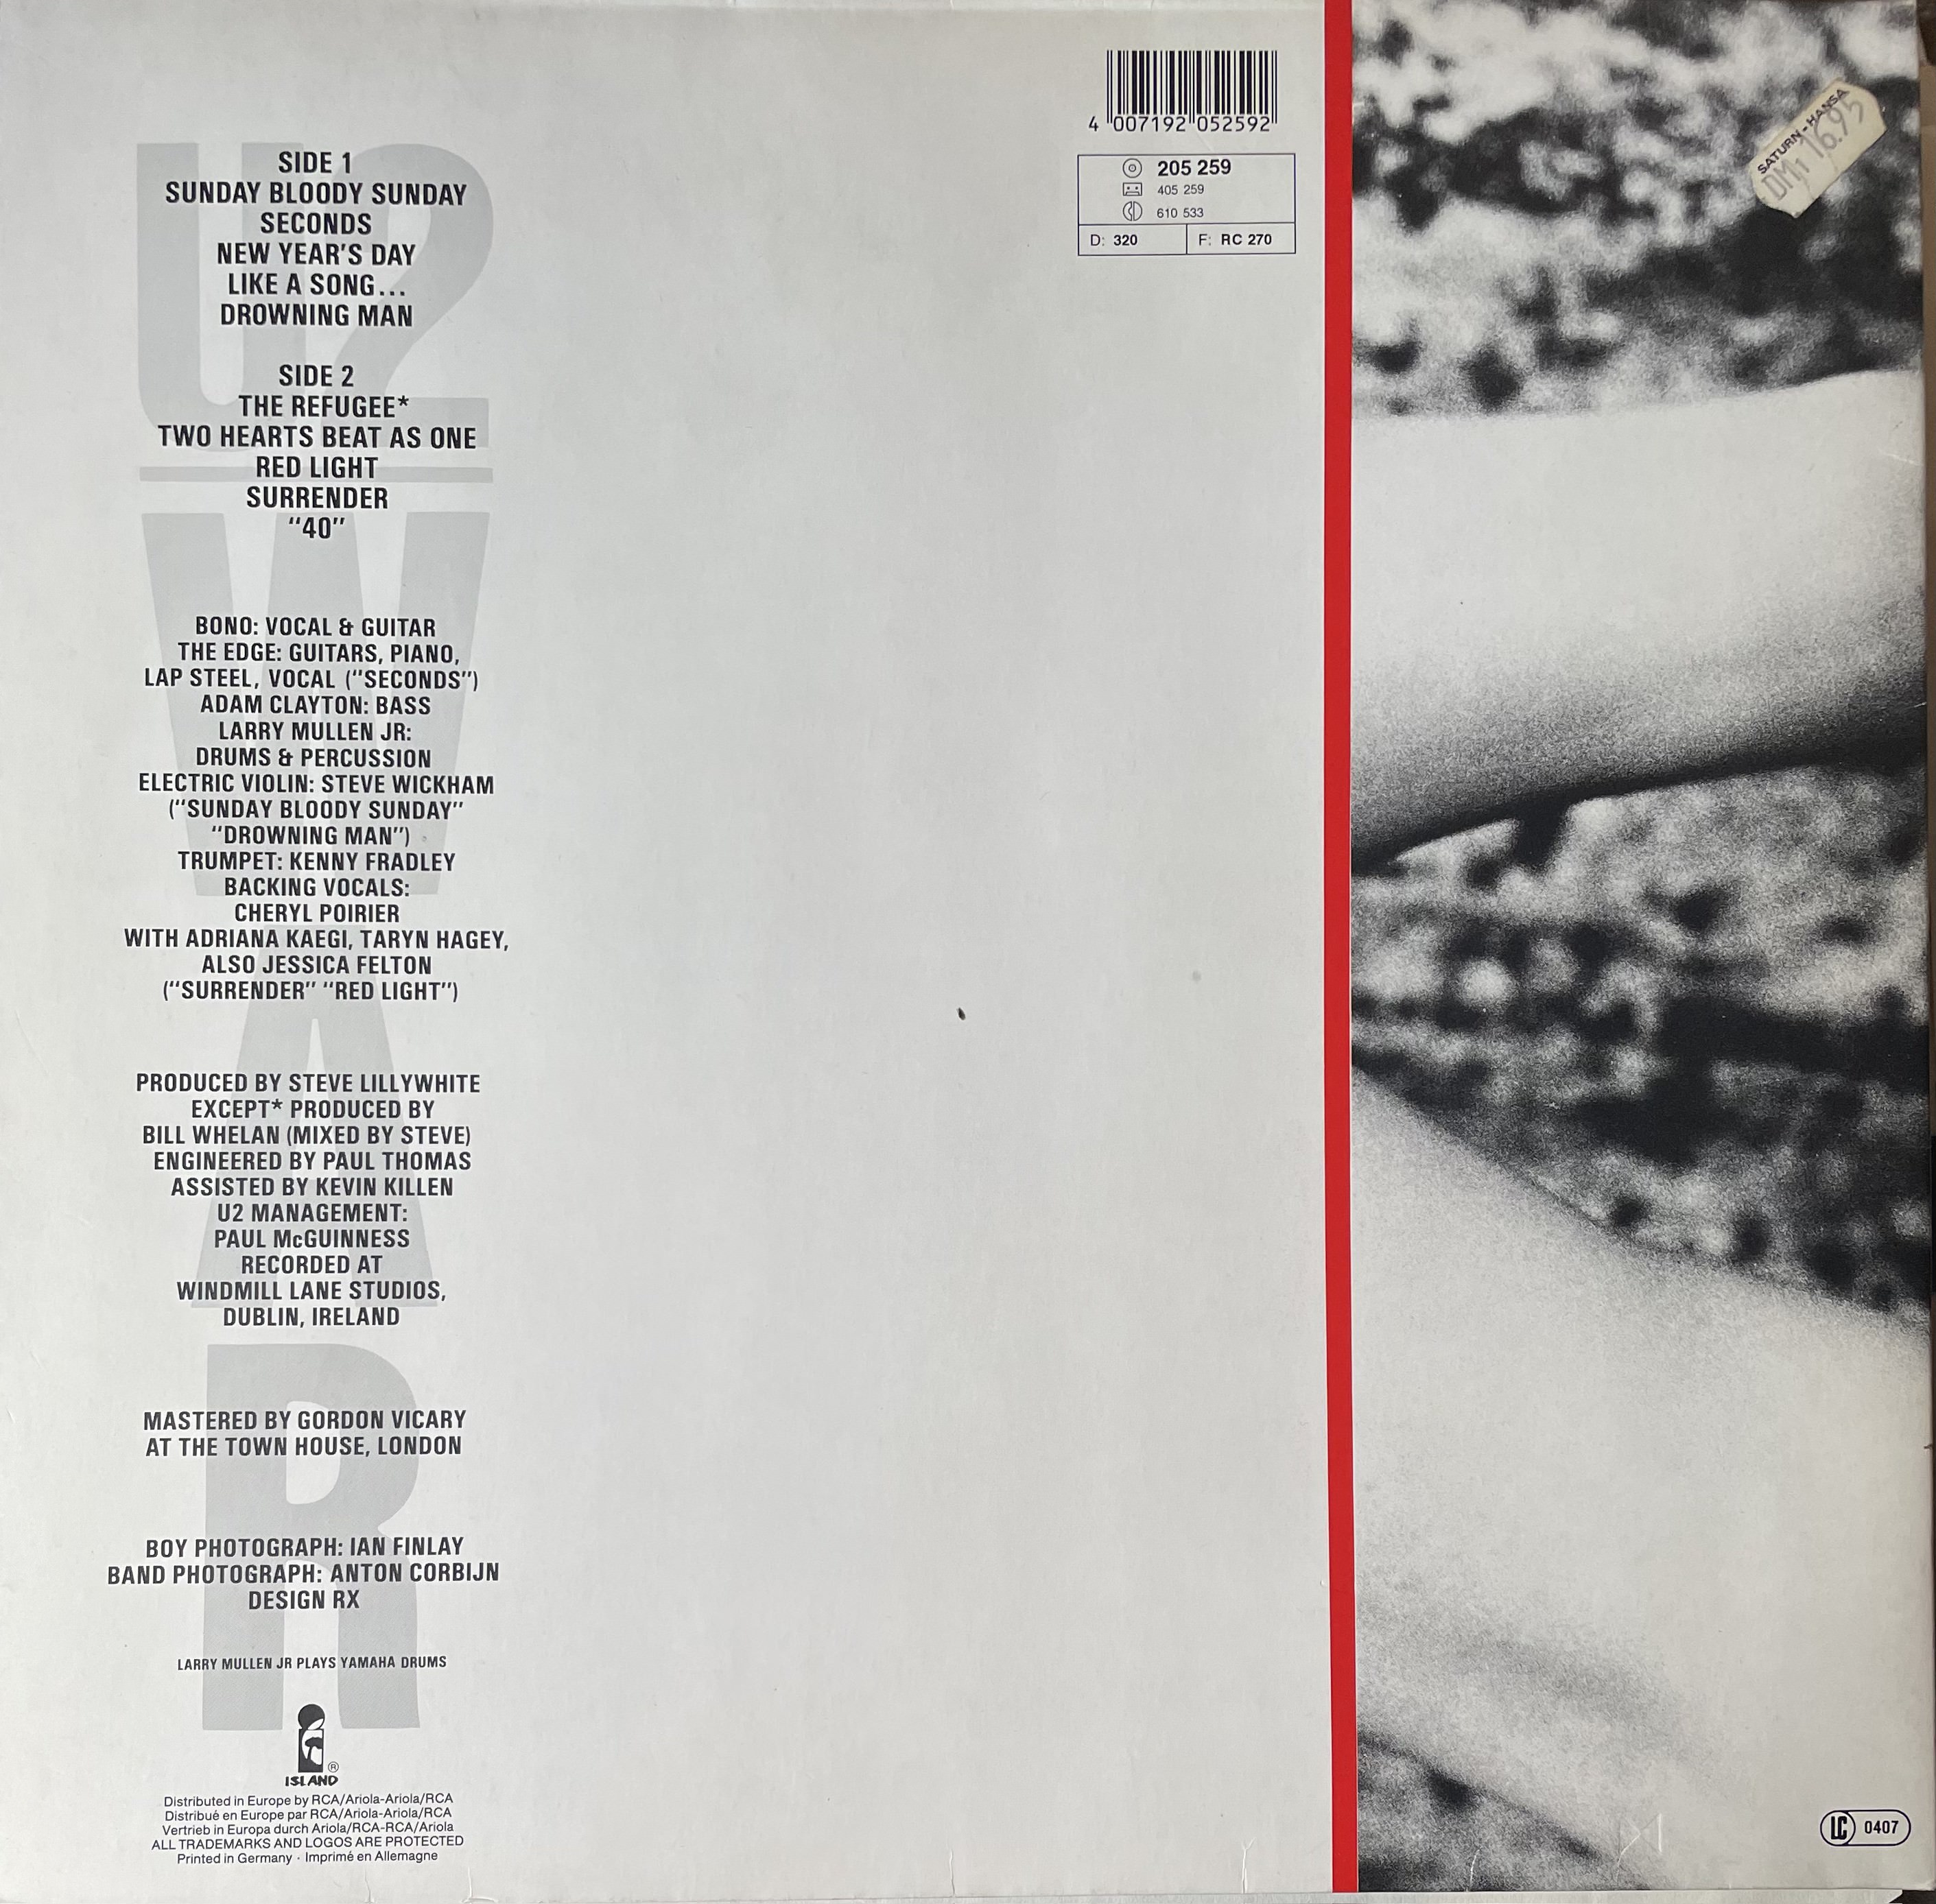 U2
WAR
SIDE 1
SUNDAY BLOODY SUNDAY
SECONDS
NEW YEAR'S DAY
LIKE A SONG...
DROWNING MAN
SIDE 2
THE REFUGEE*
TWO HEARTS BEAT AS ONE
RED LIGHT
SURRENDER
"40"
BONO: VOCAL & GUITAR
THE EDGE: GUITARS, PIANO,
LAP STEEL, VOCAL ("SECONDS")
ADAM CLAYTON: BASS
LARRY MULLEN JR:
DRUMS & PERCUSSION
ELECTRIC VIOLIN: STEVE WICKHAM
("SUNDAY BLOODY SUNDAY"
"DROWNING MAN")
TRUMPET: KENNY FRADLEY
BACKING VOCALS:
CHERYL POIRIER
WITH ADRIANA KAEGI, TARYN HAGEY,
ALSO JESSICA FELTON
("SURRENDER" "RED LIGHT")
PRODUCED BY STEVE LILLYWHITE
EXCEPT* PRODUCED BY
BILL WHELAN (MIXED BY STEVE)
ENGINEERED BY PAUL THOMAS
ASSISTED BY KEVIN KILLEN
U2 MANAGEMENT:
PAUL McGUINNESS
RECORDED AT
WINDMILL LANE STUDIOS,
DUBLIN, IRELAND
MASTERED BY GORDON VICARY
AT THE TOWN HOUSE, LONDON
BOY PHOTOGRAPH: IAN FINLAY
BAND PHOTOGRAPH: ANTON CORBIJN
DESIGN RX
LARRY MULLEN JR PLAYS YAMAHA DRUMS
®
ISLAND
Distributed in Europe by RCA/Ariola-Ariola/RCA
Distribué en Europe par RCA/Ariola-Ariola/RCA
Vertrieb in Europa durch Ariola/RCA-RCA/Ariola
ALL TRADEMARKS AND LOGOS ARE PROTECTED
Printed in Germany · Imprimé en Allemagne
4 007192 052592
205 259
405 259
610 533
D: 320 F: RC 270
SATURN-HANSA
DM 16.95
LC 0407